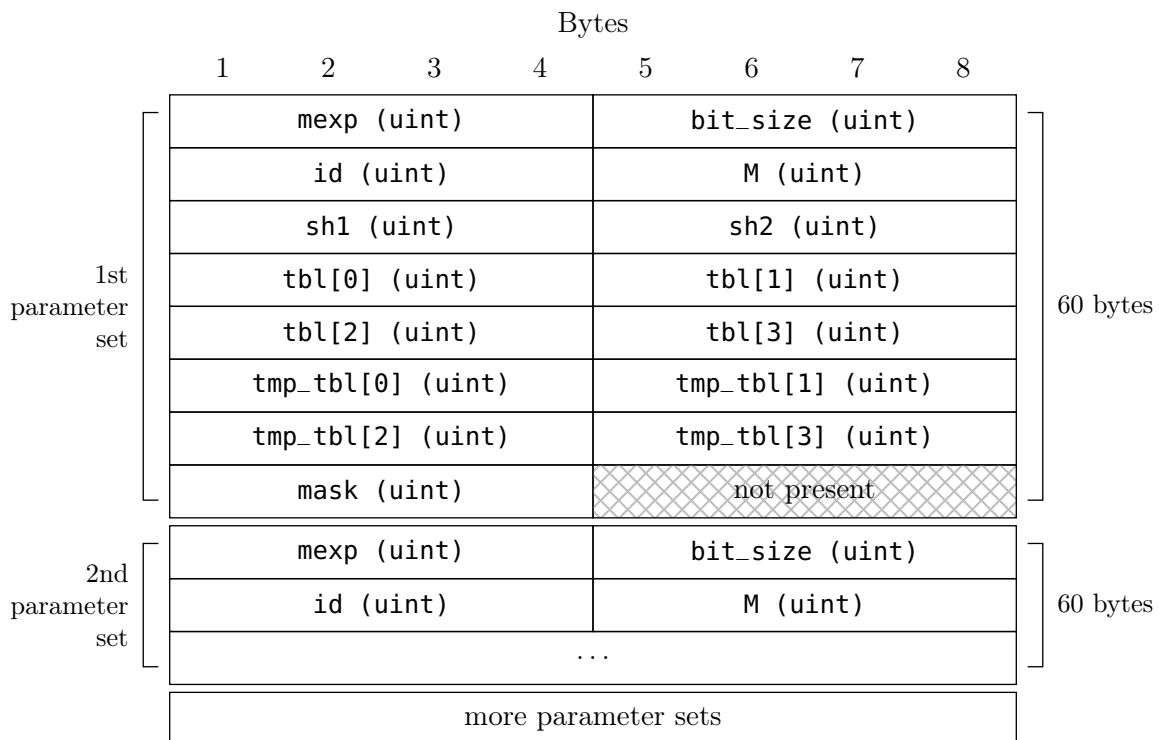 Bytes
1 2 3 4 5 6 7 8
mexp (uint) bit_size (uint)
id (uint) M (uint)
sh1 (uint) sh2 (uint)
tbl[0] (uint) tbl[1] (uint)
tbl[2] (uint) tbl[3] (uint)
tmp_tbl[0] (uint) tmp_tbl[1] (uint)
tmp_tbl[2] (uint) tmp_tbl[3] (uint)
mask (uint) not present
1st
parameter
set
60 bytes
mexp (uint) bit_size (uint)
id (uint) M (uint)
...
2nd
parameter
set
60 bytes
more parameter sets